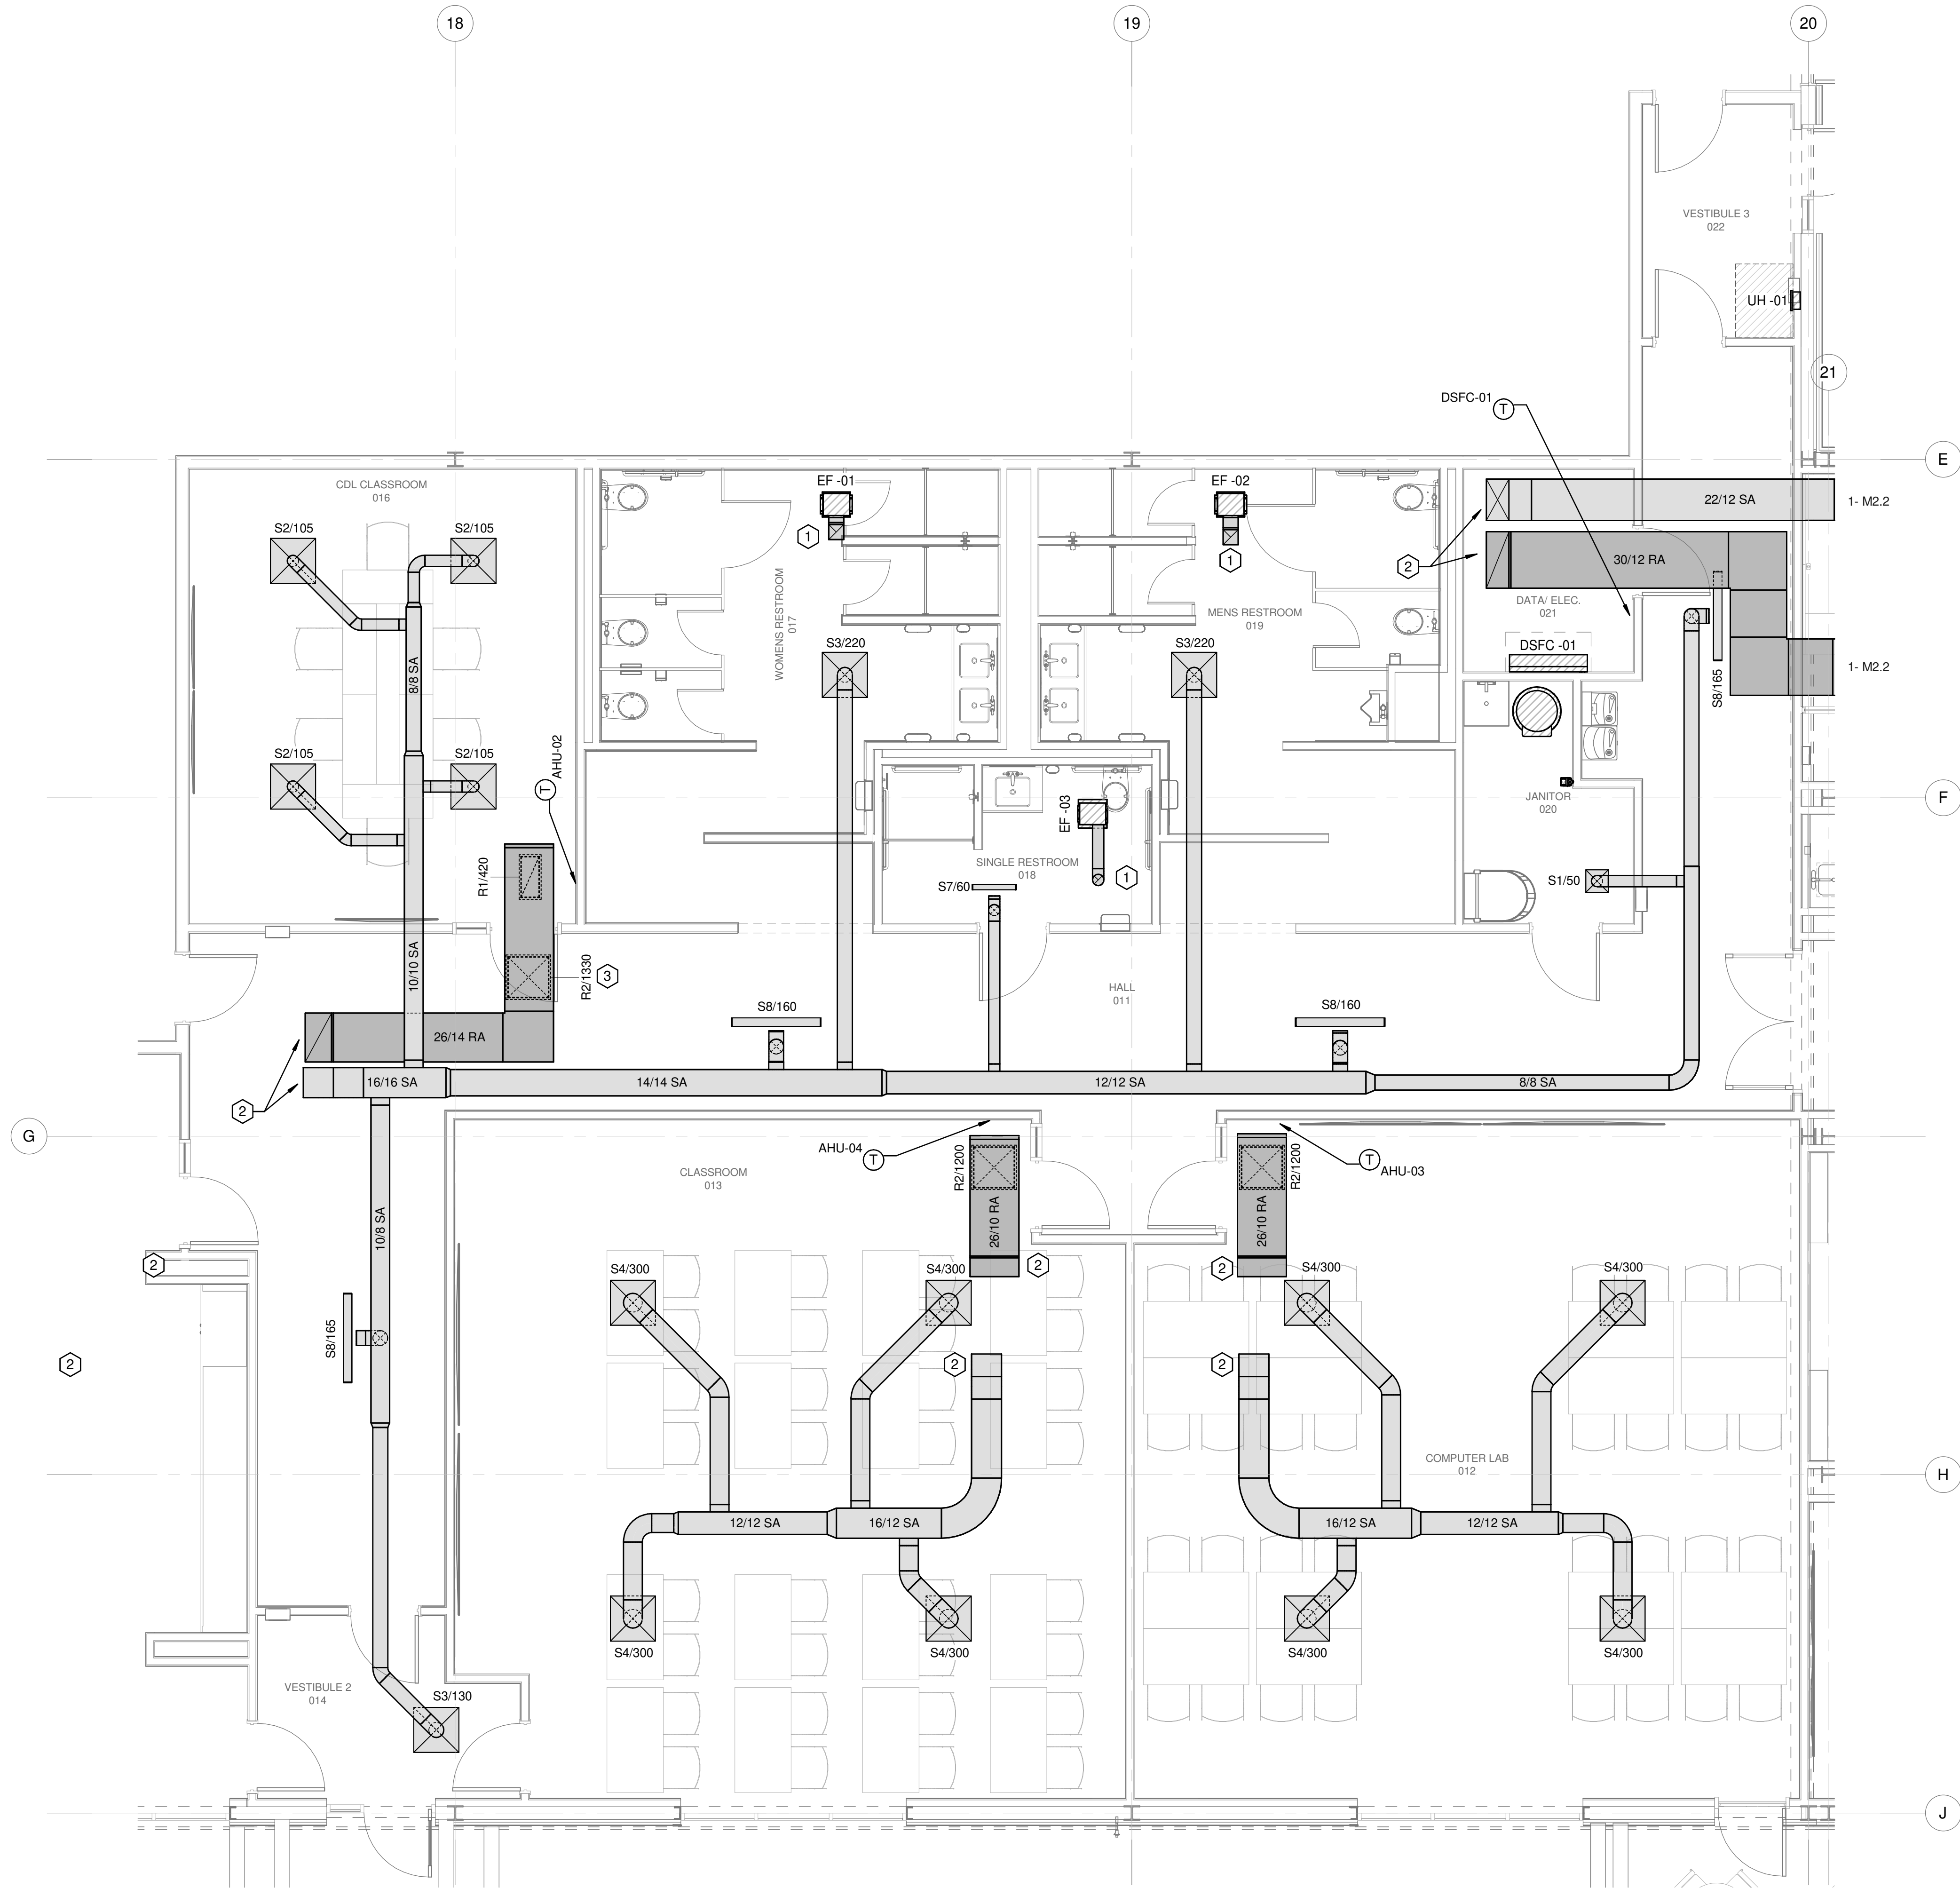 18
19
20
VESTIBULE 3
022
UH -01
21
DSFC-01
T
E
CDL CLASSROOM
016
EF -01
EF -02
22/12 SA
1- M2.2
S2/105
S2/105
1
1
2
30/12 RA
WOMENS RESTROOM
017
MENS RESTROOM
019
DATA/ ELEC.
021
S3/220
S3/220
DSFC -01
1- M2.2
8/8 SA
S8/165
S2/105
S2/105
AHU-02
T
EF -03
JANITOR
020
F
R1/420
SINGLE RESTROOM
018
1
S7/60
S1/50
10/10 SA
R2/1330
3
HALL
011
S8/160
S8/160
26/14 RA
16/16 SA
14/14 SA
12/12 SA
8/8 SA
2
G
AHU-04
T
T
AHU-03
CLASSROOM
013
R2/1200
R2/1200
26/10 RA
26/10 RA
10/8 SA
2
2
2
S4/300
S4/300
S4/300
S4/300
S8/165
2
2
2
COMPUTER LAB
012
H
12/12 SA
16/12 SA
16/12 SA
12/12 SA
S4/300
S4/300
S4/300
S4/300
VESTIBULE 2
014
S3/130
J